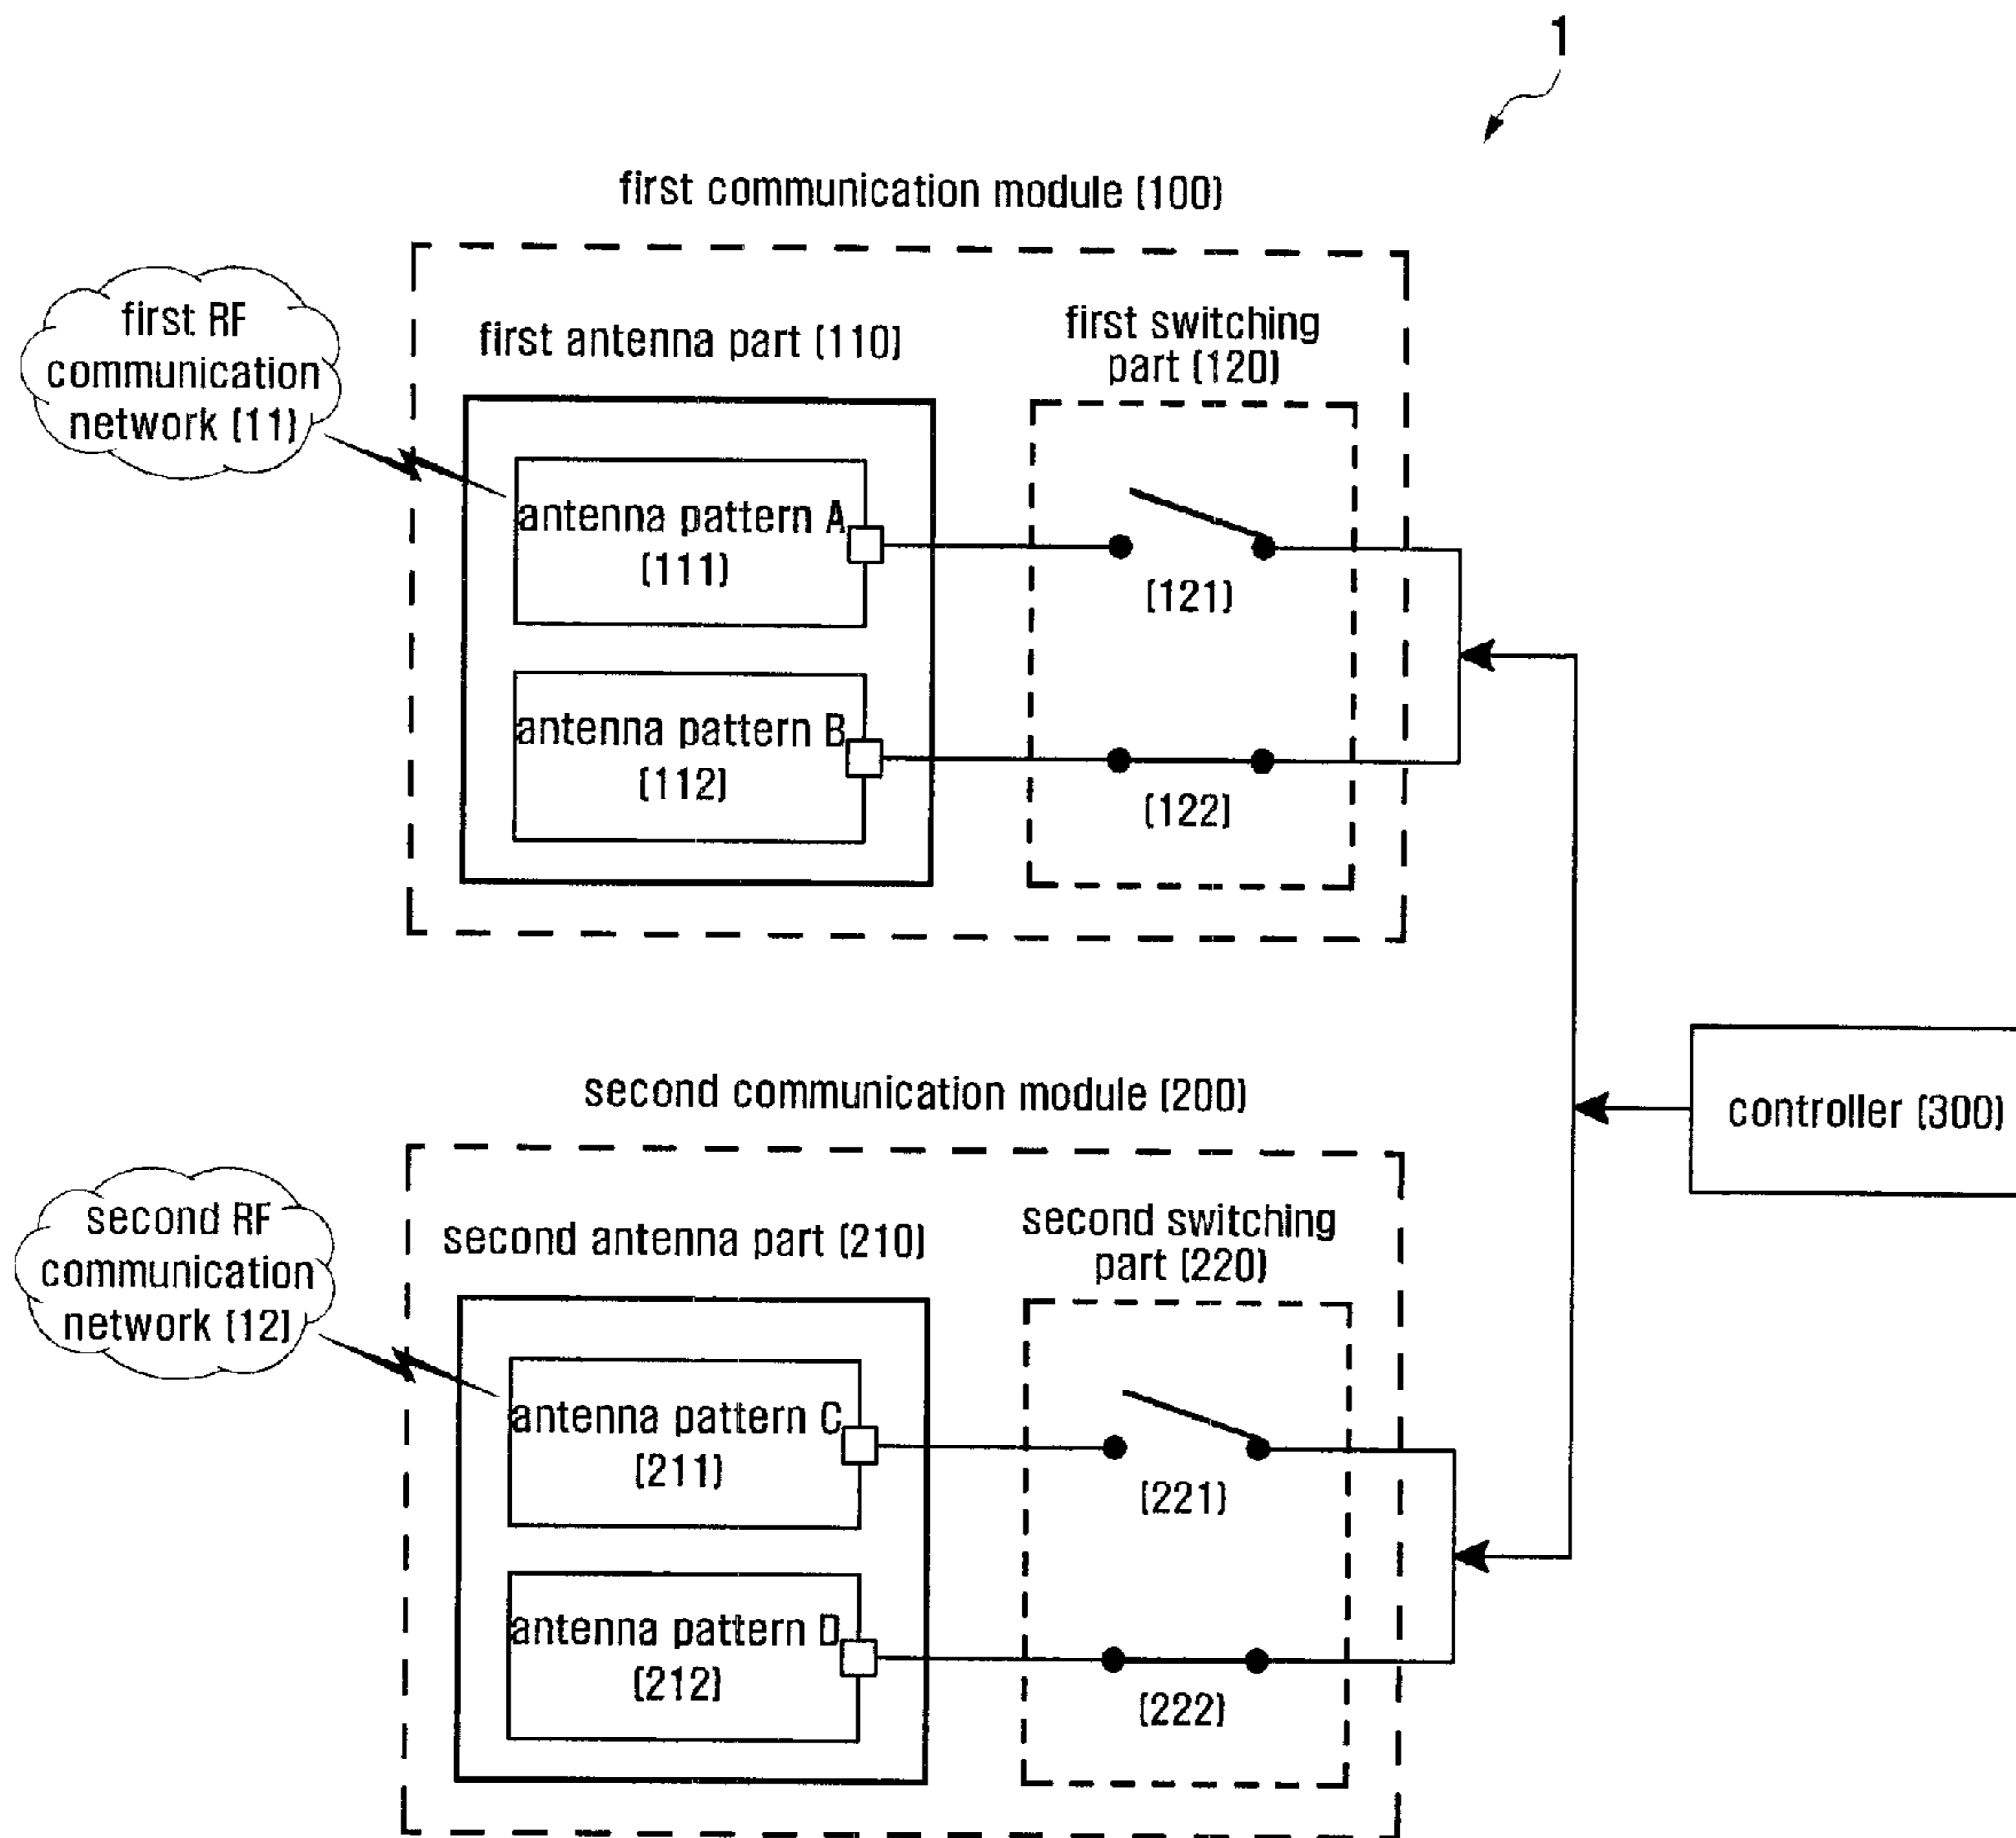 1
first communication module (100)
first RF
communication
network (11)
first antenna part (110)
first switching
part (120)
antenna pattern A
(111)
(121)
antenna pattern B
(112)
(122)
controller (300)
second communication module (200)
second RF
communication
network (12)
second antenna part (210)
second switching
part (220)
antenna pattern C
(211)
(221)
antenna pattern D
(212)
(222)